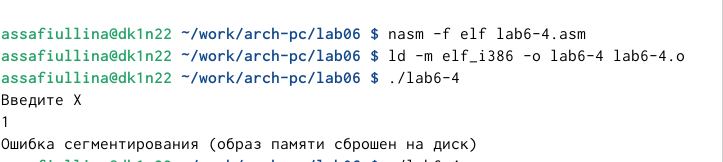 assafiullina@dk1n22 ~/work/arch-pc/lab06 $ nasm -f elf lab6-4.asm
assafiullina@dk1n22 ~/work/arch-pc/lab06 $ ld -m elf_i386 -o lab6-4 lab6-4.o
assafiullina@dk1n22 ~/work/arch-pc/lab06 $ ./lab6-4
Введите X
1
Ошибка сегментирования (образ памяти сброшен на диск)